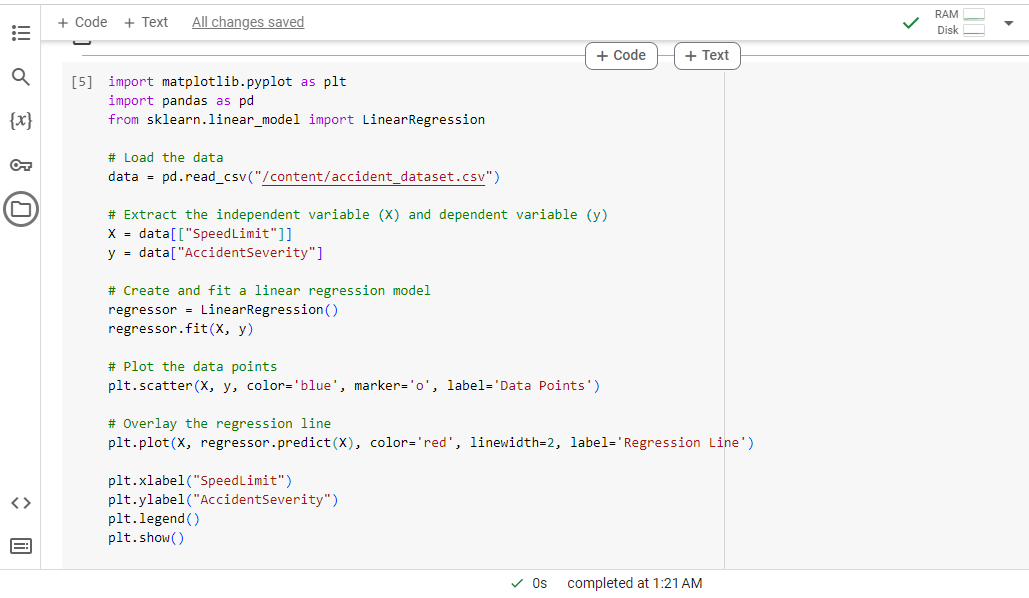 + Code + Text All changes saved
RAM
Disk
+ Code + Text
{x}
[5] import matplotlib.pyplot as plt
import pandas as pd
from sklearn.linear_model import LinearRegression
# Load the data
data = pd.read_csv("/content/accident_dataset.csv")
# Extract the independent variable (X) and dependent variable (y)
X = data[["SpeedLimit"]]
y = data["AccidentSeverity"]
# Create and fit a linear regression model
regressor = LinearRegression()
regressor.fit(X, y)
# Plot the data points
plt.scatter(X, y, color='blue', marker='o', label='Data Points')
# Overlay the regression line
plt.plot(X, regressor.predict(X), color='red', linewidth=2, label='Regression Line')
plt.xlabel("SpeedLimit")
plt.ylabel("AccidentSeverity")
plt.legend()
plt.show()
0s completed at 1:21 AM